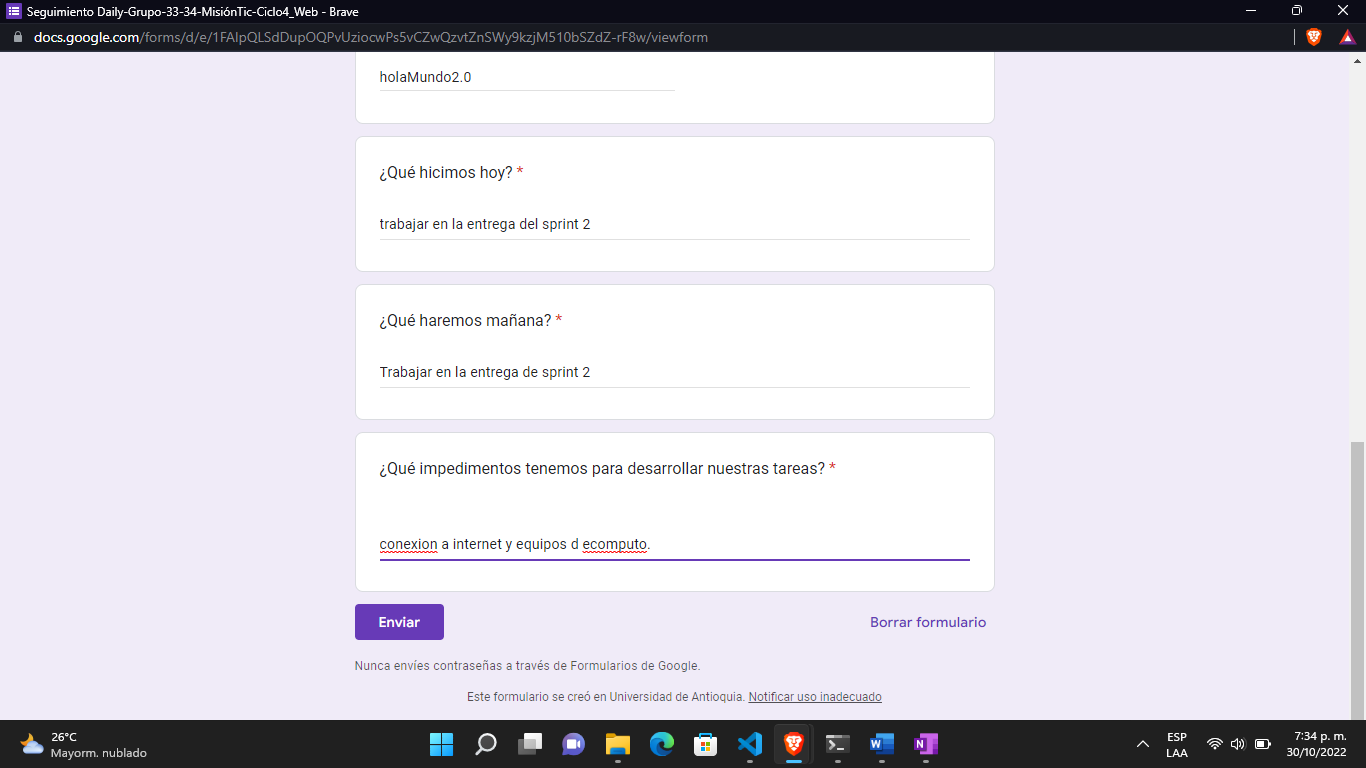 Seguimiento Daily-Grupo-33-34-MisiónTic-Ciclo4_Web - Brave
docs.google.com/forms/d/e/1FAIpQLSdDupOQPvUziocwPs5vCZwQzvtZnSWy9kzjM510bSZdZ-rF8w/viewform
holaMundo2.0
¿Qué hicimos hoy? *
trabajar en la entrega del sprint 2
¿Qué haremos mañana? *
Trabajar en la entrega de sprint 2
¿Qué impedimentos tenemos para desarrollar nuestras tareas? *
conexion a internet y equipos d ecomputo.
Enviar
Borrar formulario
Nunca envíes contraseñas a través de Formularios de Google.
Este formulario se creó en Universidad de Antioquia. Notificar uso inadecuado
26°C
Mayorm. nublado
ESP
LAA
7:34 p. m.
30/10/2022